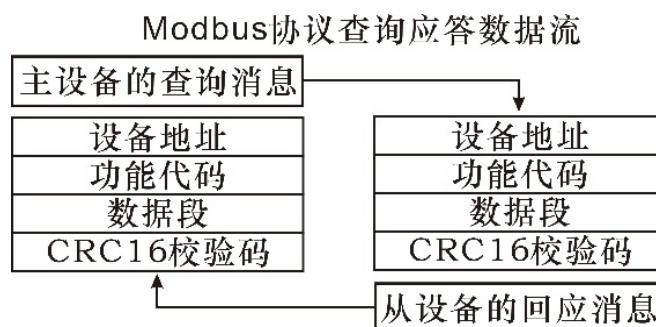 Modbus协议查询应答数据流
主设备的查询消息
设备地址
功能代码
数据段
CRC16校验码
设备地址
功能代码
数据段
CRC16校验码
从设备的回应消息